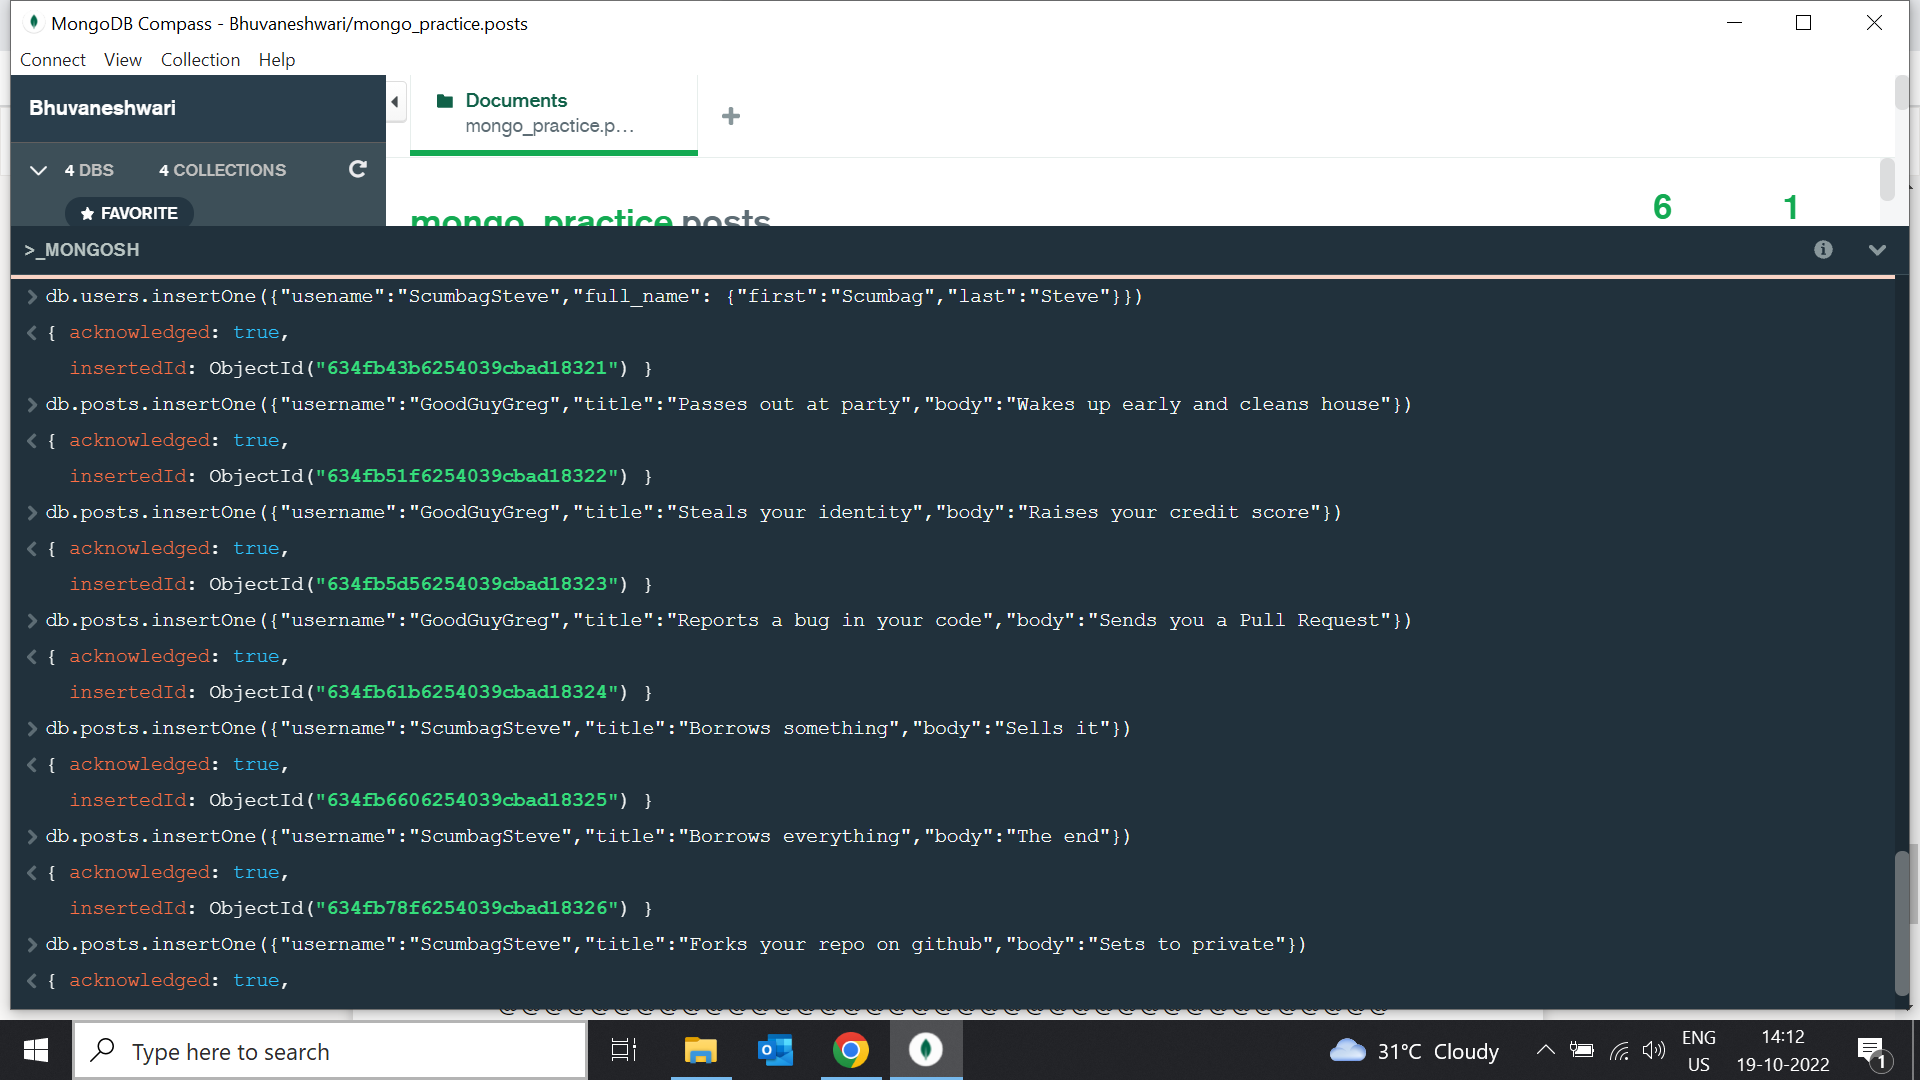 MongoDB Compass - Bhuvaneshwari/mongo_practice.posts
Connect View Collection Help
Bhuvaneshwari
Documents
mongo_practice.p...
4 DBS 4 COLLECTIONS
FAVORITE
mongo_practice.posts
6 1
>_MONGOSH
db.users.insertOne({"usename":"ScumbagSteve","full_name": {"first":"Scumbag","last":"Steve"}})
{ acknowledged: true,
insertedId: ObjectId("634fb43b6254039cbad18321") }
db.posts.insertOne({"username":"GoodGuyGreg","title":"Passes out at party","body":"Wakes up early and cleans house"})
{ acknowledged: true,
insertedId: ObjectId("634fb51f6254039cbad18322") }
db.posts.insertOne({"username":"GoodGuyGreg","title":"Steals your identity","body":"Raises your credit score"})
{ acknowledged: true,
insertedId: ObjectId("634fb5d56254039cbad18323") }
db.posts.insertOne({"username":"GoodGuyGreg","title":"Reports a bug in your code","body":"Sends you a Pull Request"})
{ acknowledged: true,
insertedId: ObjectId("634fb61b6254039cbad18324") }
db.posts.insertOne({"username":"ScumbagSteve","title":"Borrows something","body":"Sells it"})
{ acknowledged: true,
insertedId: ObjectId("634fb6606254039cbad18325") }
db.posts.insertOne({"username":"ScumbagSteve","title":"Borrows everything","body":"The end"})
{ acknowledged: true,
insertedId: ObjectId("634fb78f6254039cbad18326") }
db.posts.insertOne({"username":"ScumbagSteve","title":"Forks your repo on github","body":"Sets to private"})
{ acknowledged: true,
Type here to search
31°C Cloudy
ENG
US
14:12
19-10-2022
1